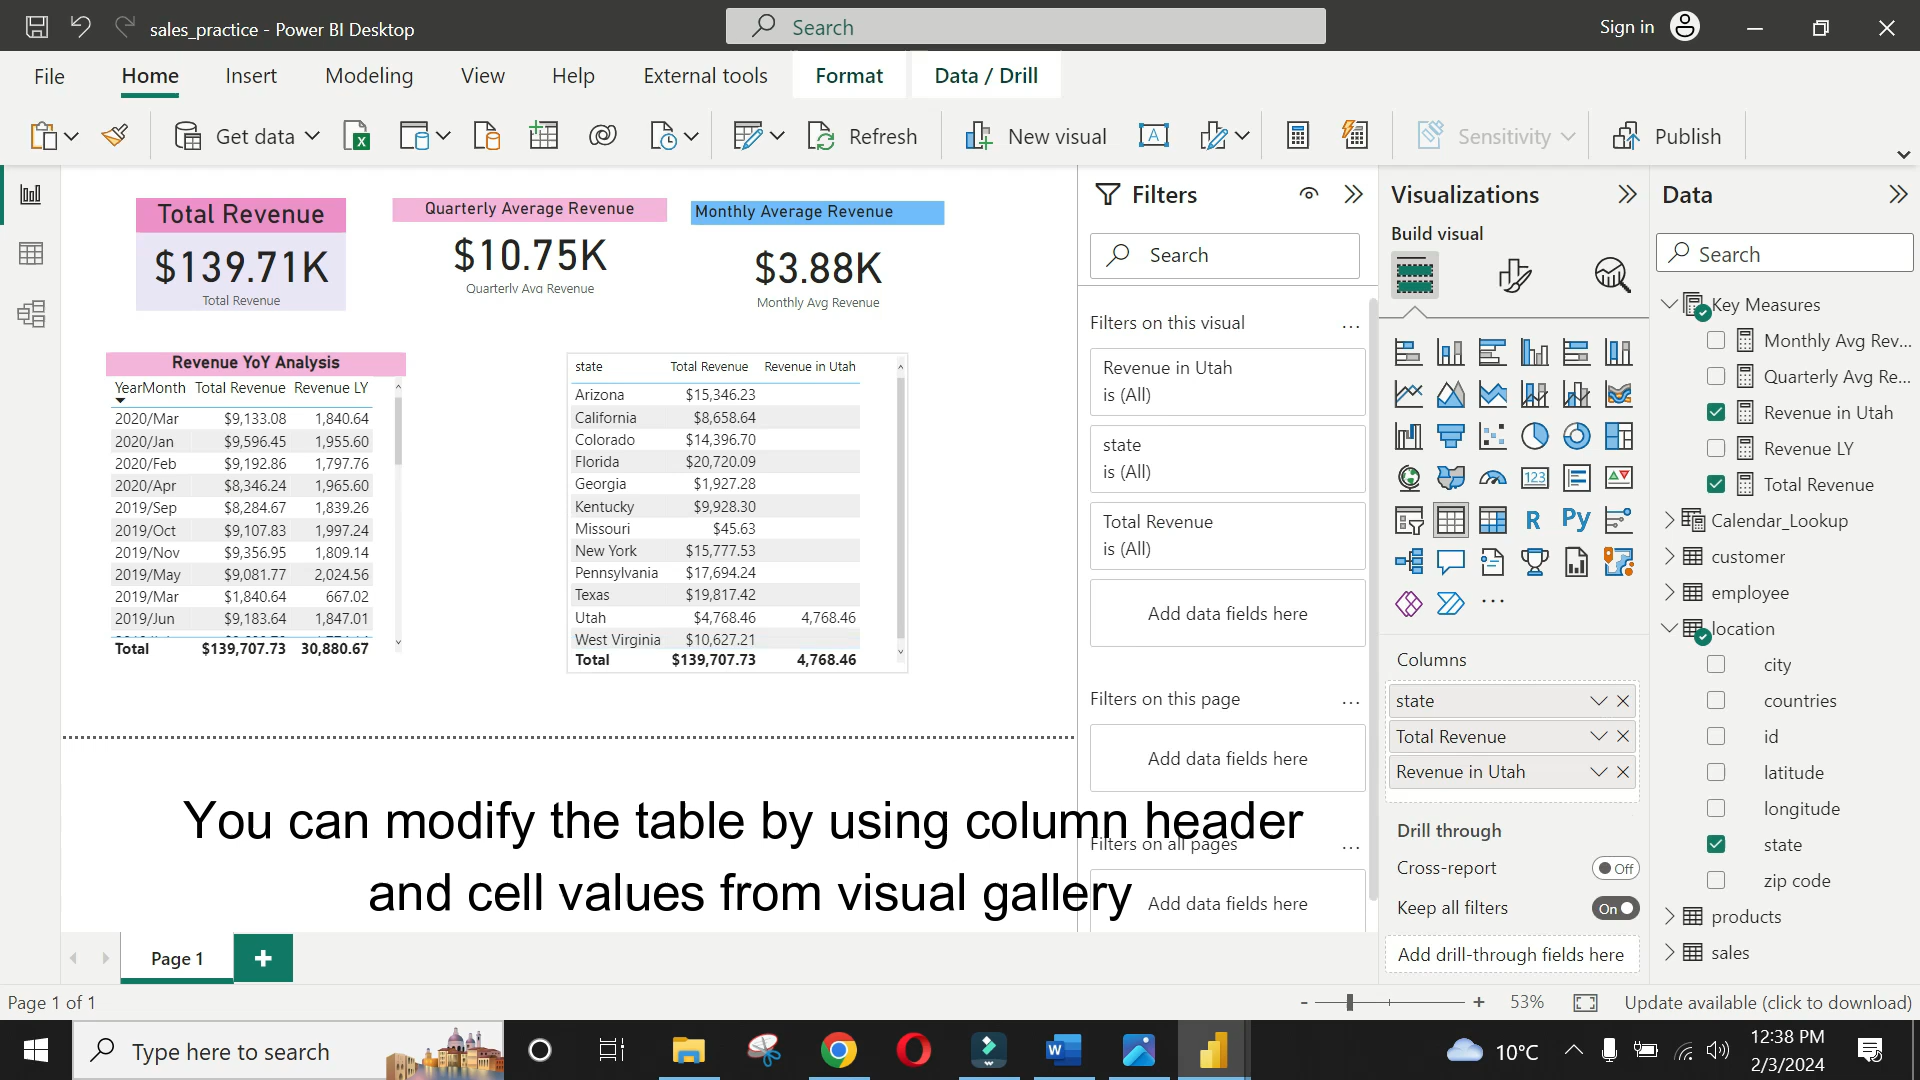 sales_practice - Power BI Desktop
Search
Sign in
File
Home
Insert
Modeling
View
Help
External tools
Format
Data / Drill
Get data
Refresh
New visual
Sensitivity
Publish
Total Revenue
$139.71K
Total Revenue
Quarterly Average Revenue
$10.75K
Quarterly Avg Revenue
Monthly Average Revenue
$3.88K
Monthly Avg Revenue
Revenue YoY Analysis
YearMonth Total Revenue Revenue LY
2020/Mar $9,133.08 1,840.64
2020/Jan $9,596.45 1,955.60
2020/Feb $9,192.86 1,797.76
2020/Apr $8,346.24 1,965.60
2019/Sep $8,284.67 1,839.26
2019/Oct $9,107.83 1,997.24
2019/Nov $9,356.95 1,809.14
2019/May $9,081.77 2,024.56
2019/Mar $1,840.64 667.02
2019/Jun $9,183.64 1,847.01
Total $139,707.73 30,880.67
state Total Revenue Revenue in Utah
Arizona $15,346.23
California $8,658.64
Colorado $14,396.70
Florida $20,720.09
Georgia $1,927.28
Kentucky $9,928.30
Missouri $45.63
New York $15,777.53
Pennsylvania $17,694.24
Texas $19,817.42
Utah $4,768.46 4,768.46
West Virginia $10,627.21
Total $139,707.73 4,768.46
You can modify the table by using column header
and cell values from visual gallery
Filters
Search
Filters on this visual
...
Revenue in Utah
is (All)
state
is (All)
Total Revenue
is (All)
Add data fields here
Filters on this page
...
Add data fields here
Filters on all pages
...
Add data fields here
Visualizations
Build visual
123
R
Py
...
Columns
state
Total Revenue
Revenue in Utah
Drill through
Cross-report
Off
Keep all filters
On
Add drill-through fields here
Data
Search
Key Measures
Monthly Avg Rev...
Quarterly Avg Re...
Revenue in Utah
Revenue LY
Total Revenue
Calendar_Lookup
customer
employee
location
city
countries
id
latitude
longitude
state
zip code
products
sales
Page 1
+
Page 1 of 1
- + 53%
Update available (click to download)
Type here to search
W
10°C
12:38 PM
2/3/2024